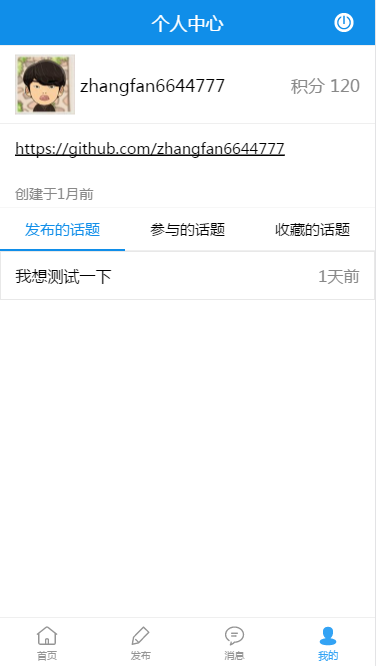 个人中心
zhangfan6644777 积分 120
https://github.com/zhangfan6644777
创建于1月前
发布的话题 参与的话题 收藏的话题
我想测试一下 1天前
首页 发布 消息 我的